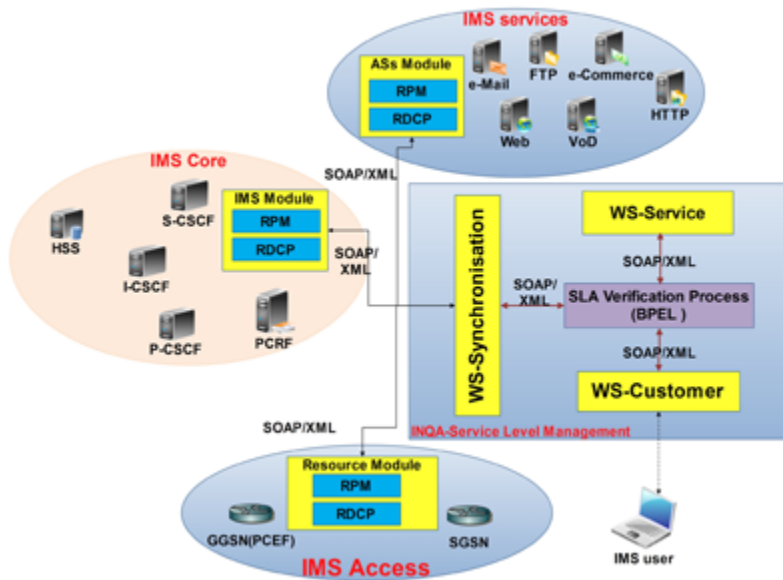 IMS services
ASs Module
RPM
RDCP
e-Mail
FTP
e-Commerce
HTTP
Web
VoD
SOAP/XML
IMS Core
HSS
S-CSCF
I-CSCF
P-CSCF
PCRF
IMS Module
RPM
RDCP
SOAP/
XML
WS-Synchronisation
WS-Service
SOAP/XML
SOAP/
XML
SLA Verification Process
(BPEL )
SOAP/XML
WS-Customer
INQA-Service Level Management
SOAP/XML
Resource Module
RPM
RDCP
GGSN(PCEF)
SGSN
IMS Access
IMS user